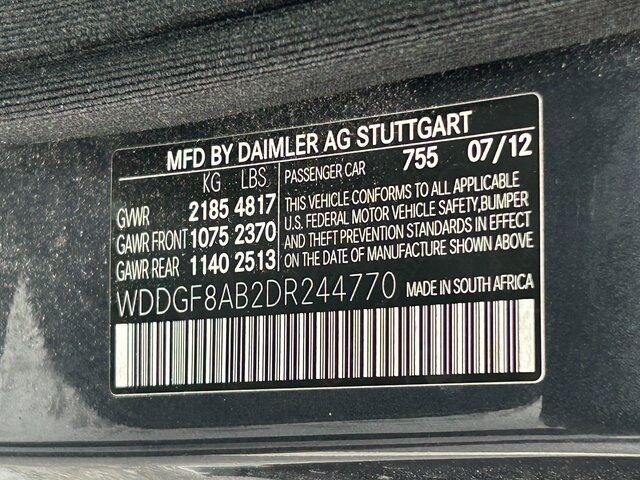 MFD BY DAIMLER AG STUTTGART
KG LBS PASSENGER CAR 755 07/12
GVWR 2185 4817
GAWR FRONT 1075 2370
GAWR REAR 1140 2513
THIS VEHICLE CONFORMS TO ALL APPLICABLE
U.S. FEDERAL MOTOR VEHICLE SAFETY,BUMPER
AND THEFT PREVENTION STANDARDS IN EFFECT
ON THE DATE OF MANUFACTURE SHOWN ABOVE
WDDGF8AB2DR244770 MADE IN SOUTH AFRICA